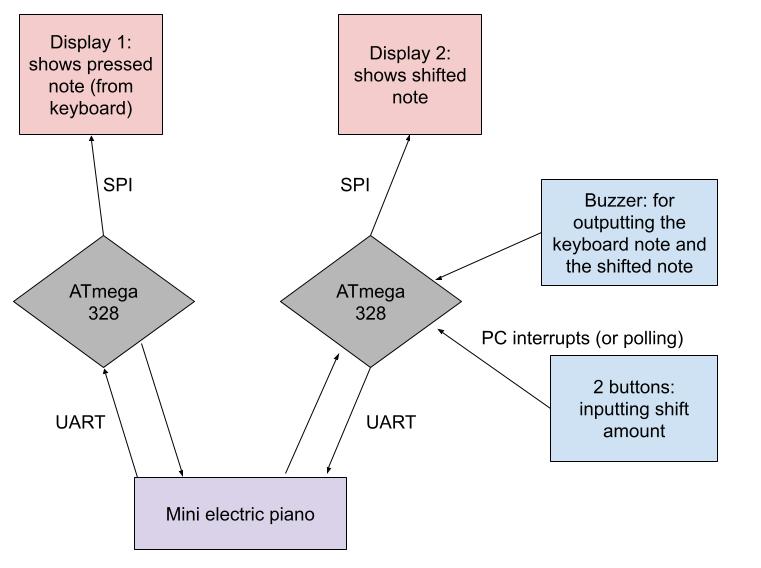 Display 1:
shows pressed
note (from
keyboard)
Display 2:
shows shifted
note
SPI
SPI
Buzzer: for
outputting the
keyboard note and
the shifted note
ATmega
328
ATmega
328
PC interrupts (or polling)
2 buttons:
inputting shift
amount
UART
UART
Mini electric piano